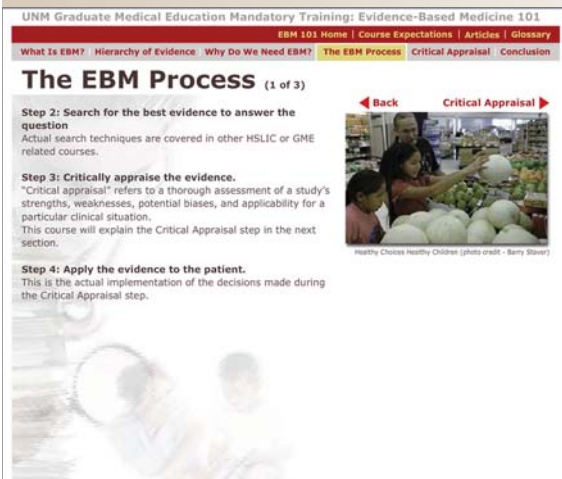 UNM Graduate Medical Education Mandatory Training: Evidence-Based Medicine 101
EBM 101 Home | Course Expectations | Articles | Glossary
What Is EBM? Hierarchy of Evidence Why Do We Need EBM? The EBM Process Critical Appraisal Conclusion
The EBM Process (1 of 3)
Back Critical Appraisal
Step 2: Search for the best evidence to answer the
question
Actual search techniques are covered in other HSLIC or GME
related courses.
Step 3: Critically appraise the evidence.
"Critical appraisal" refers to a thorough assessment of a study's
strengths, weaknesses, potential biases, and applicability for a
particular clinical situation.
This course will explain the Critical Appraisal step in the next
section.
Healthy Choices Healthy Children (photo credit - Barry Staver)
Step 4: Apply the evidence to the patient.
This is the actual implementation of the decisions made during
the Critical Appraisal step.